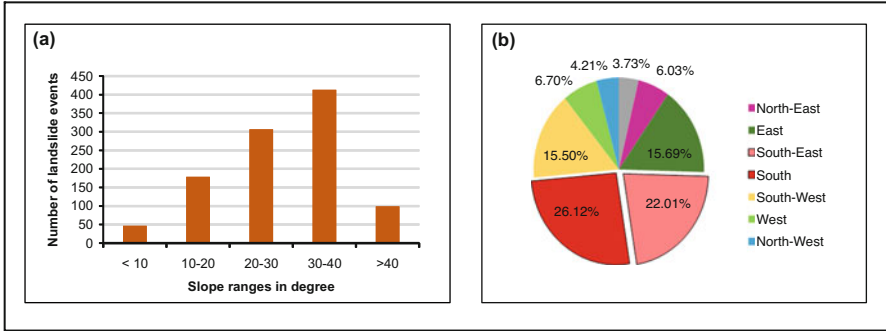 (a)
Number of landslide events
450
400
350
300
250
200
150
100
50
0
< 10
10-20
20-30
30-40
>40
Slope ranges in degree
(b)
4.21%
3.73%
6.70%
6.03%
15.50%
15.69%
26.12%
22.01%
North-East
East
South-East
South
South-West
West
North-West